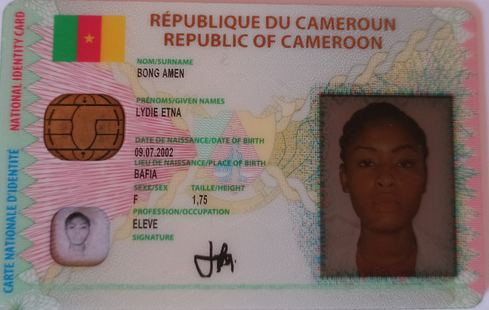 RÉPUBLIQUE DU CAMEROUN
REPUBLIC OF CAMEROON
NATIONAL IDENTITY CARD
CARTE NATIONALE D'IDENTITÉ
NOM/SURNAME
BONG AMEN
PRÉNOMS/GIVEN NAMES
LYDIE ETNA
DATE DE NAISSANCE/DATE OF BIRTH
09.07.2002
LIEU DE NAISSANCE/PLACE OF BIRTH
BAFIA
SEXE/SEX TAILLE/HEIGHT
F 1,75
PROFESSION/OCCUPATION
ELEVE
SIGNATURE